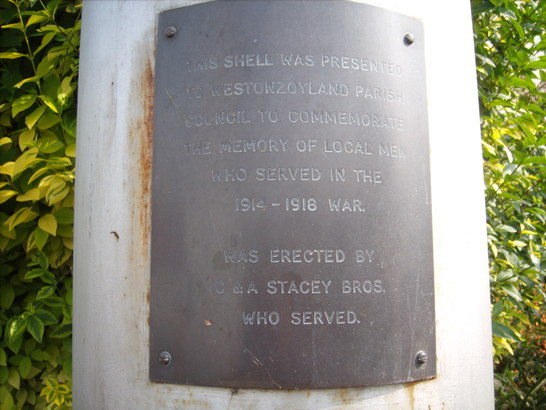 THIS SHELL WAS PRESENTED
TO WESTONZOYLAND PARISH
COUNCIL TO COMMEMORATE
THE MEMORY OF LOCAL MEN
WHO SERVED IN THE
1914 - 1918 WAR.
WAS ERECTED BY
& A STACEY BROS.
WHO SERVED.